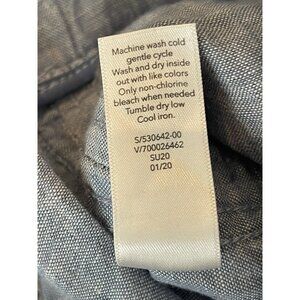 Machine wash cold
gentle cycle
Wash and dry inside
out with like colors
Only non-chlorine
bleach when needed
Tumble dry low
Cool iron.
S/530642-00
V/700026462
SU20
01/20